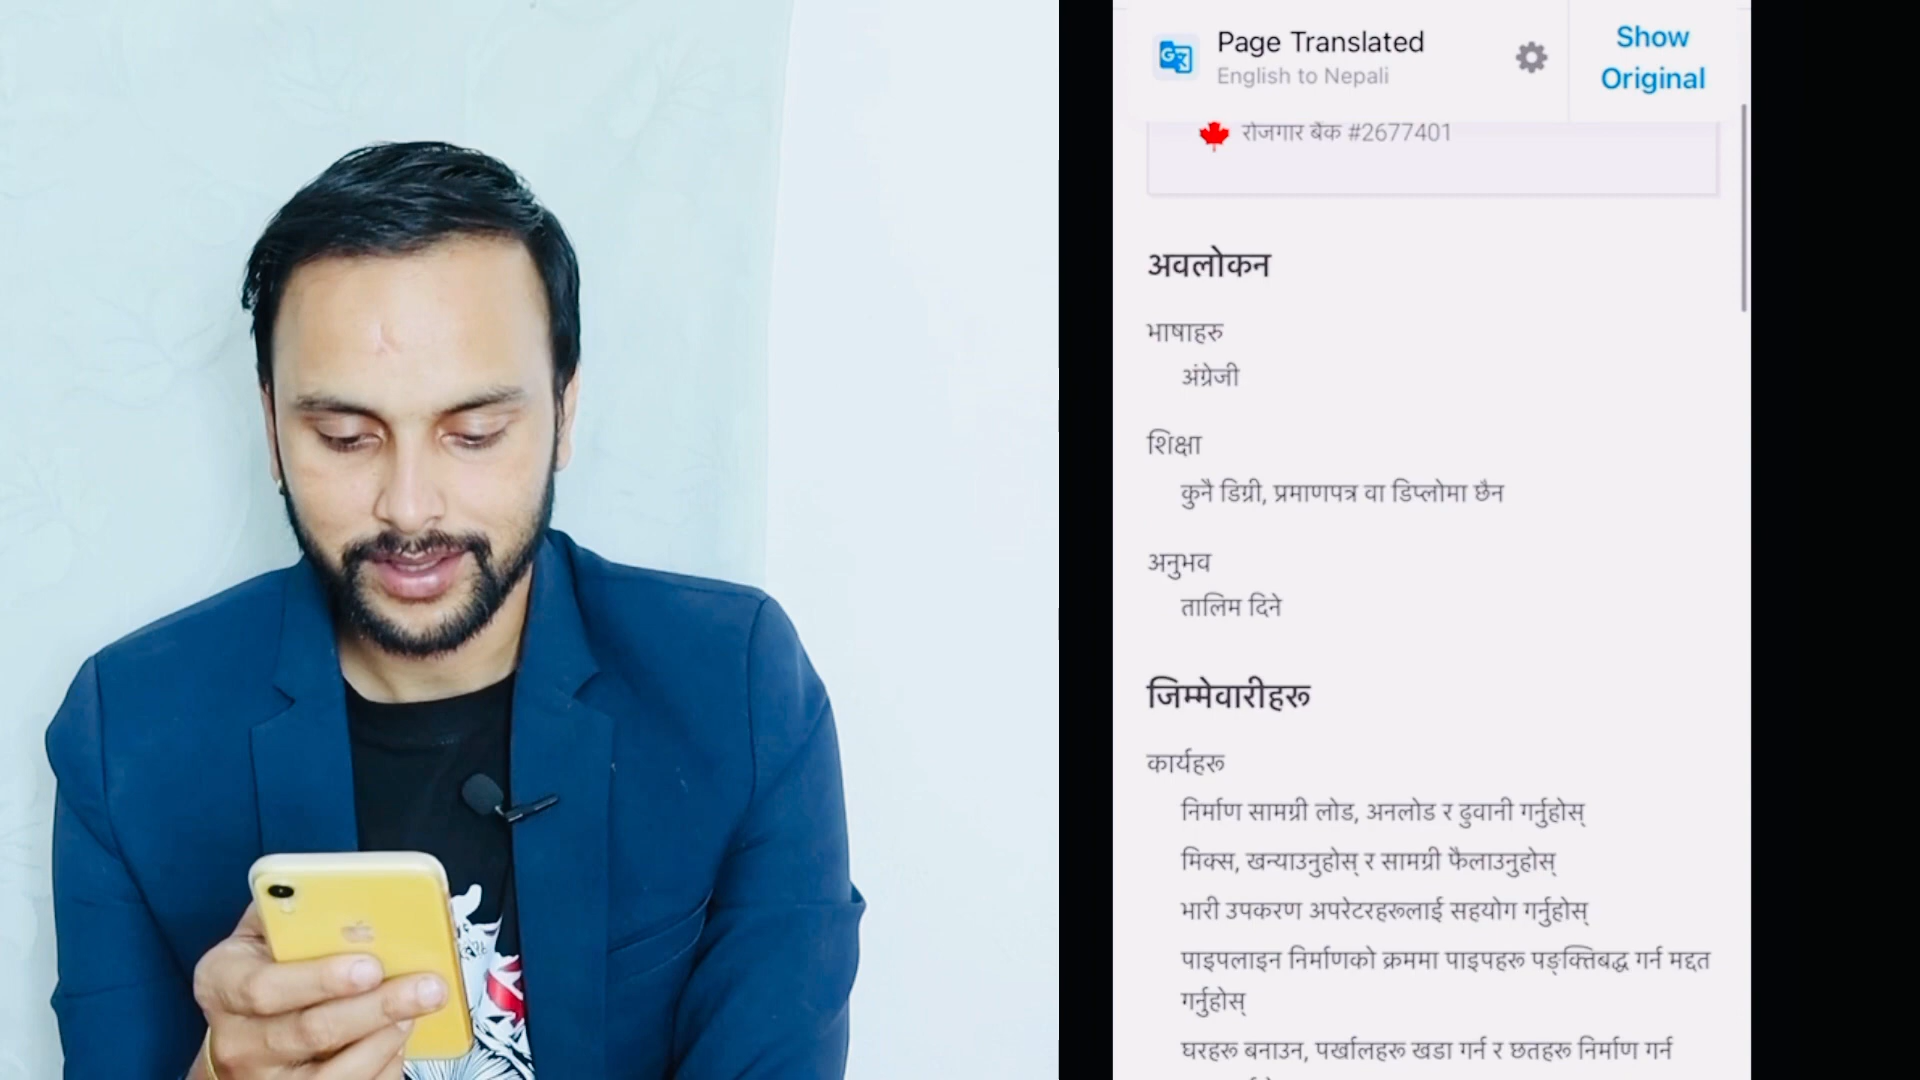 Page Translated
English to Nepali
Show
Original
रोजगार बैंक #2677401
अवलोकन
भाषाहरु
अंग्रेजी
शिक्षा
कुनै डिग्री, प्रमाणपत्र वा डिप्लोमा छैन
अनुभव
तालिम दिने
जिम्मेवारीहरू
कार्यहरू
निर्माण सामग्री लोड, अनलोड र ढुवानी गर्नुहोस्
मिक्स, खन्याउनुहोस् र सामग्री फैलाउनुहोस्
भारी उपकरण अपरेटरहरूलाई सहयोग गर्नुहोस्
पाइपलाइन निर्माणको क्रममा पाइपहरू पङ्क्तिबद्ध गर्न मद्दत
गर्नुहोस्
घरहरू बनाउन, पर्खालहरू खडा गर्न र छतहरू निर्माण गर्न